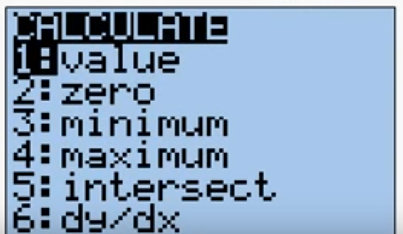 CALCULATE
1:value
2:zero
3:minimum
4:maximum
5:intersect
6:dy/dx